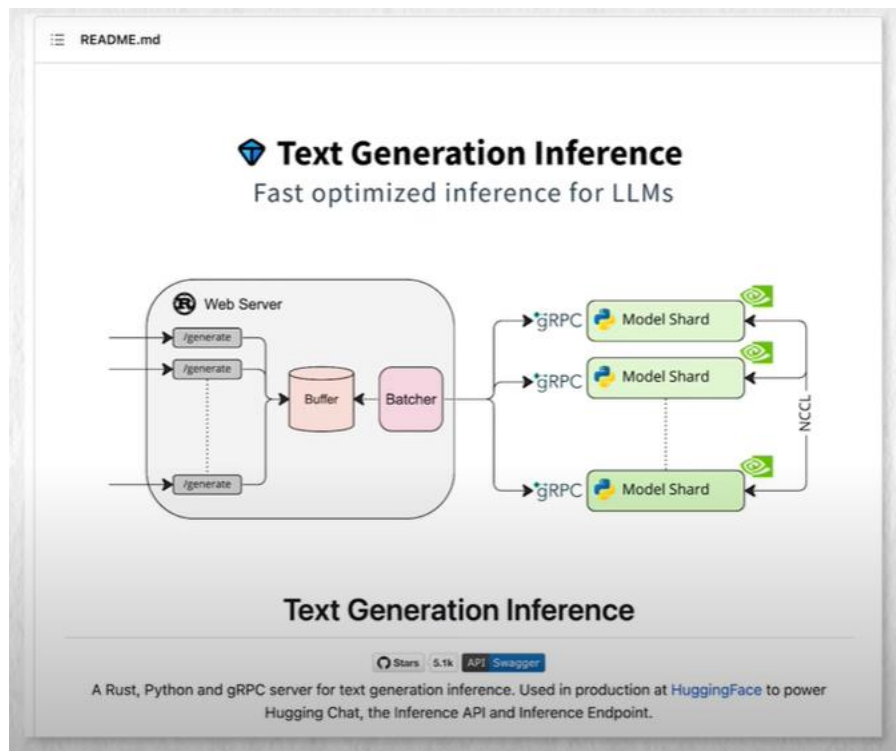 README.md
Text Generation Inference
Fast optimized inference for LLMs
Web Server
/generate
/generate
/generate
Buffer
Batcher
gRPC
Model Shard
gRPC
Model Shard
gRPC
Model Shard
NCCL
Text Generation Inference
Stars 5.1k API Swagger
A Rust, Python and gRPC server for text generation inference. Used in production at HuggingFace to power
Hugging Chat, the Inference API and Inference Endpoint.